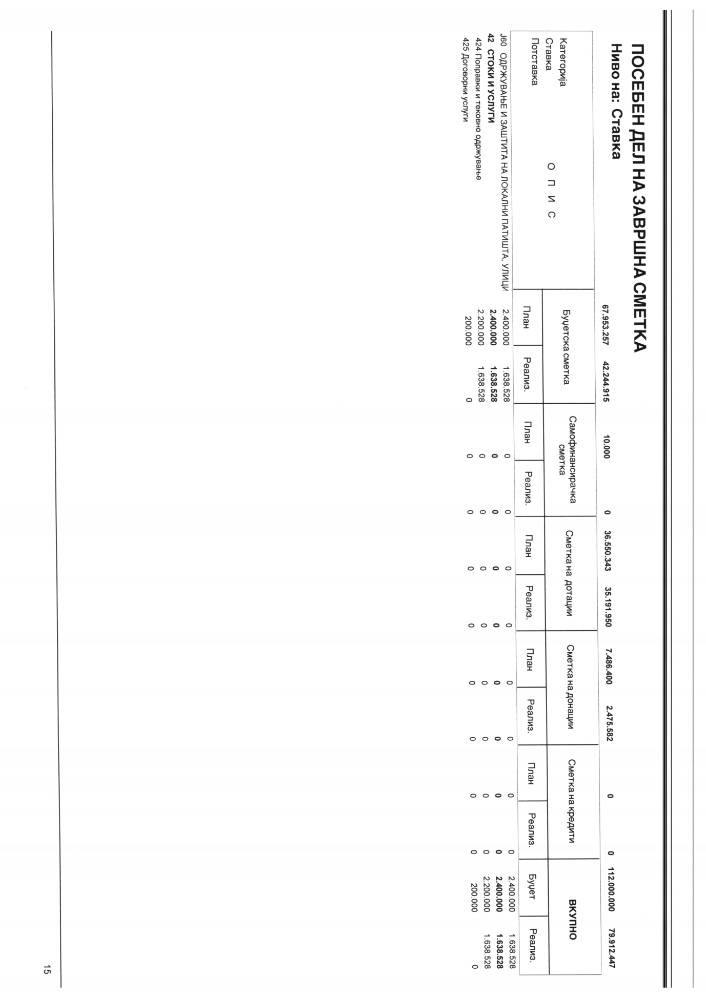 ПОСЕБЕН ДЕЛ НА ЗАВРШНА СМЕТКА
Ниво на: Ставка
67.953.257 42.244.915 10.000 0 36.550.343 35.191.950 7.486.400 2.475.582 0 0 112.000.000 79.912.447
Категорија
Ставка
Потставка
О П И С
Буџетска сметка
Самофинансирачка
сметка
Сметка на дотации
Сметка на донации
Сметка на кредити
ВКУПНО
План Реализ. План Реализ. План Реализ. План Реализ. План Реализ. Буџет Реализ.
Ј60 ОДРЖУВАЊЕ И ЗАШТИТА НА ЛОКАЛНИ ПАТИШТА, УЛИЦИ 2.400.000 1.638.528 0 0 0 0 0 0 0 0 2.400.000 1.638.528
42 СТОКИ И УСЛУГИ 2.400.000 1.638.528 0 0 0 0 0 0 0 0 2.400.000 1.638.528
424 Поправки и тековно одржување 2.200.000 1.638.528 0 0 0 0 0 0 0 0 2.200.000 1.638.528
425 Договорни услуги 200.000 0 0 0 0 0 0 0 0 0 200.000 0
15